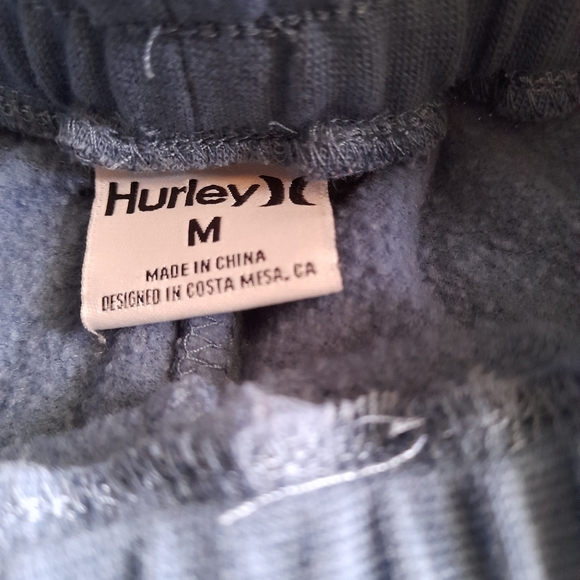 Hurley
M
MADE IN CHINA
DESIGNED IN COSTA MESA, CA